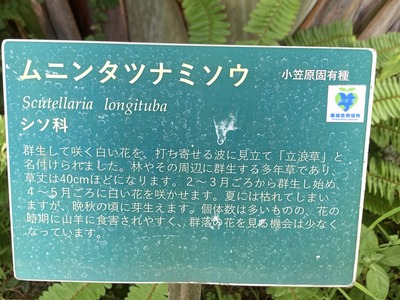 ムニンタツナミソウ 小笠原固有種
Scutellaria longituba
シソ科
群生して咲く白い花を、打ち寄せる波に見立て「立浪草」と
名付けられました。林やその周辺に群生する多年草であり、
草丈は40cmほどになります。2〜3月ごろから群生し始め、
4〜5月ごろに白い花を咲かせます。夏には枯れてしまい
ますが、晩秋の頃に芽生えます。個体数は多いものの、花の
時期に山羊に食害されやすく、群落の花を見る機会は少なく
なっています。